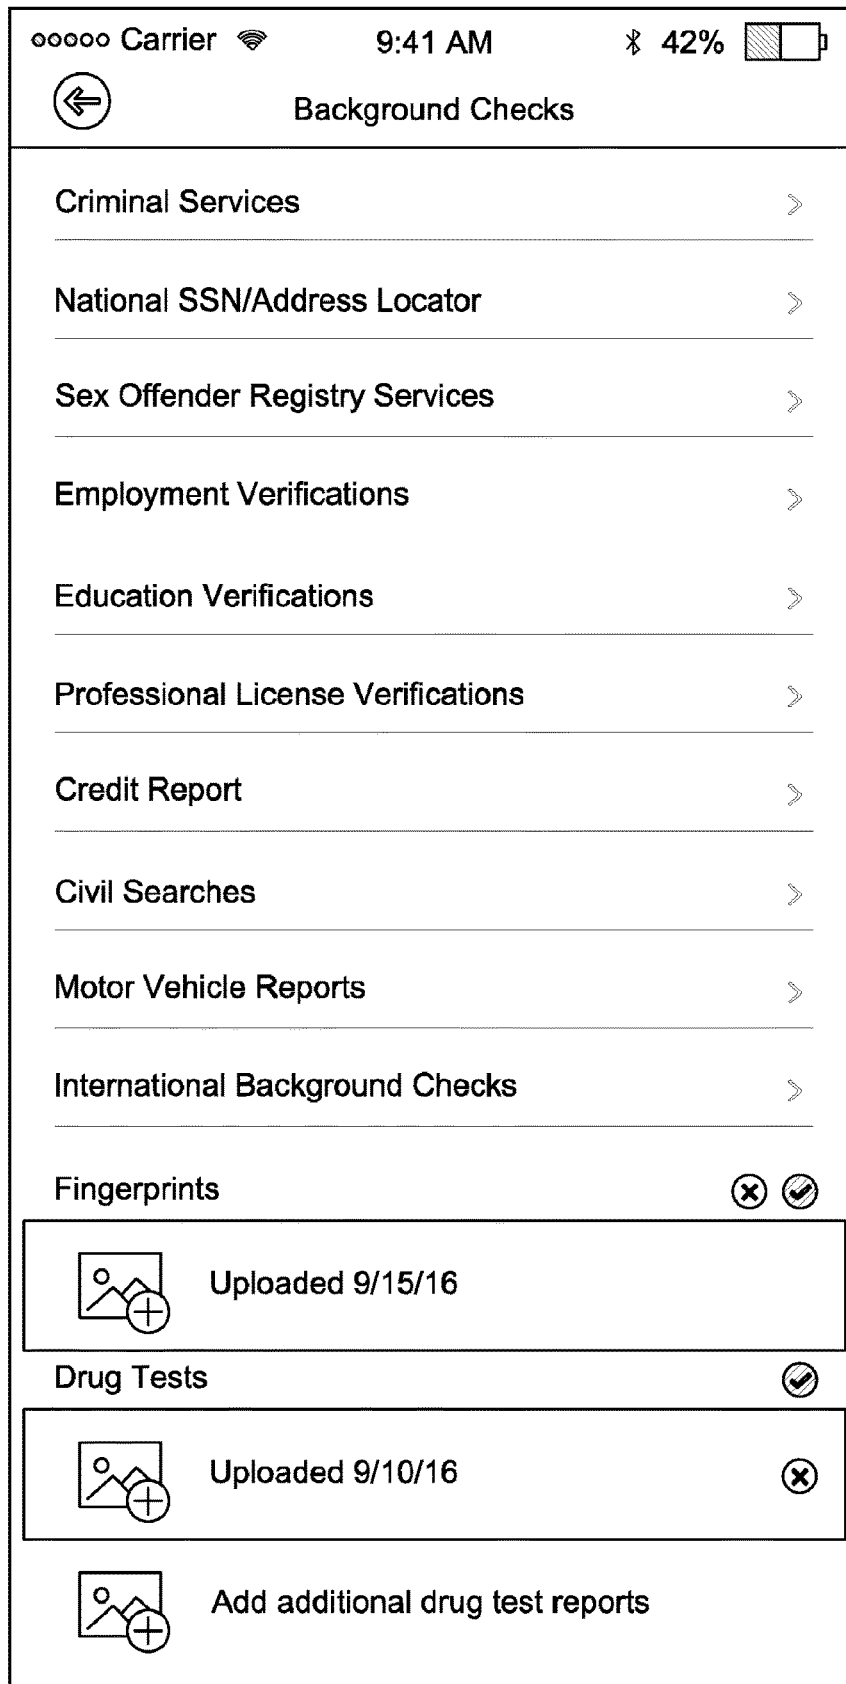 Carrier 9:41 AM 42%
Background Checks
Criminal Services
National SSN/Address Locator
Sex Offender Registry Services
Employment Verifications
Education Verifications
Professional License Verifications
Credit Report
Civil Searches
Motor Vehicle Reports
International Background Checks
Fingerprints
Uploaded 9/15/16
Drug Tests
Uploaded 9/10/16
Add additional drug test reports